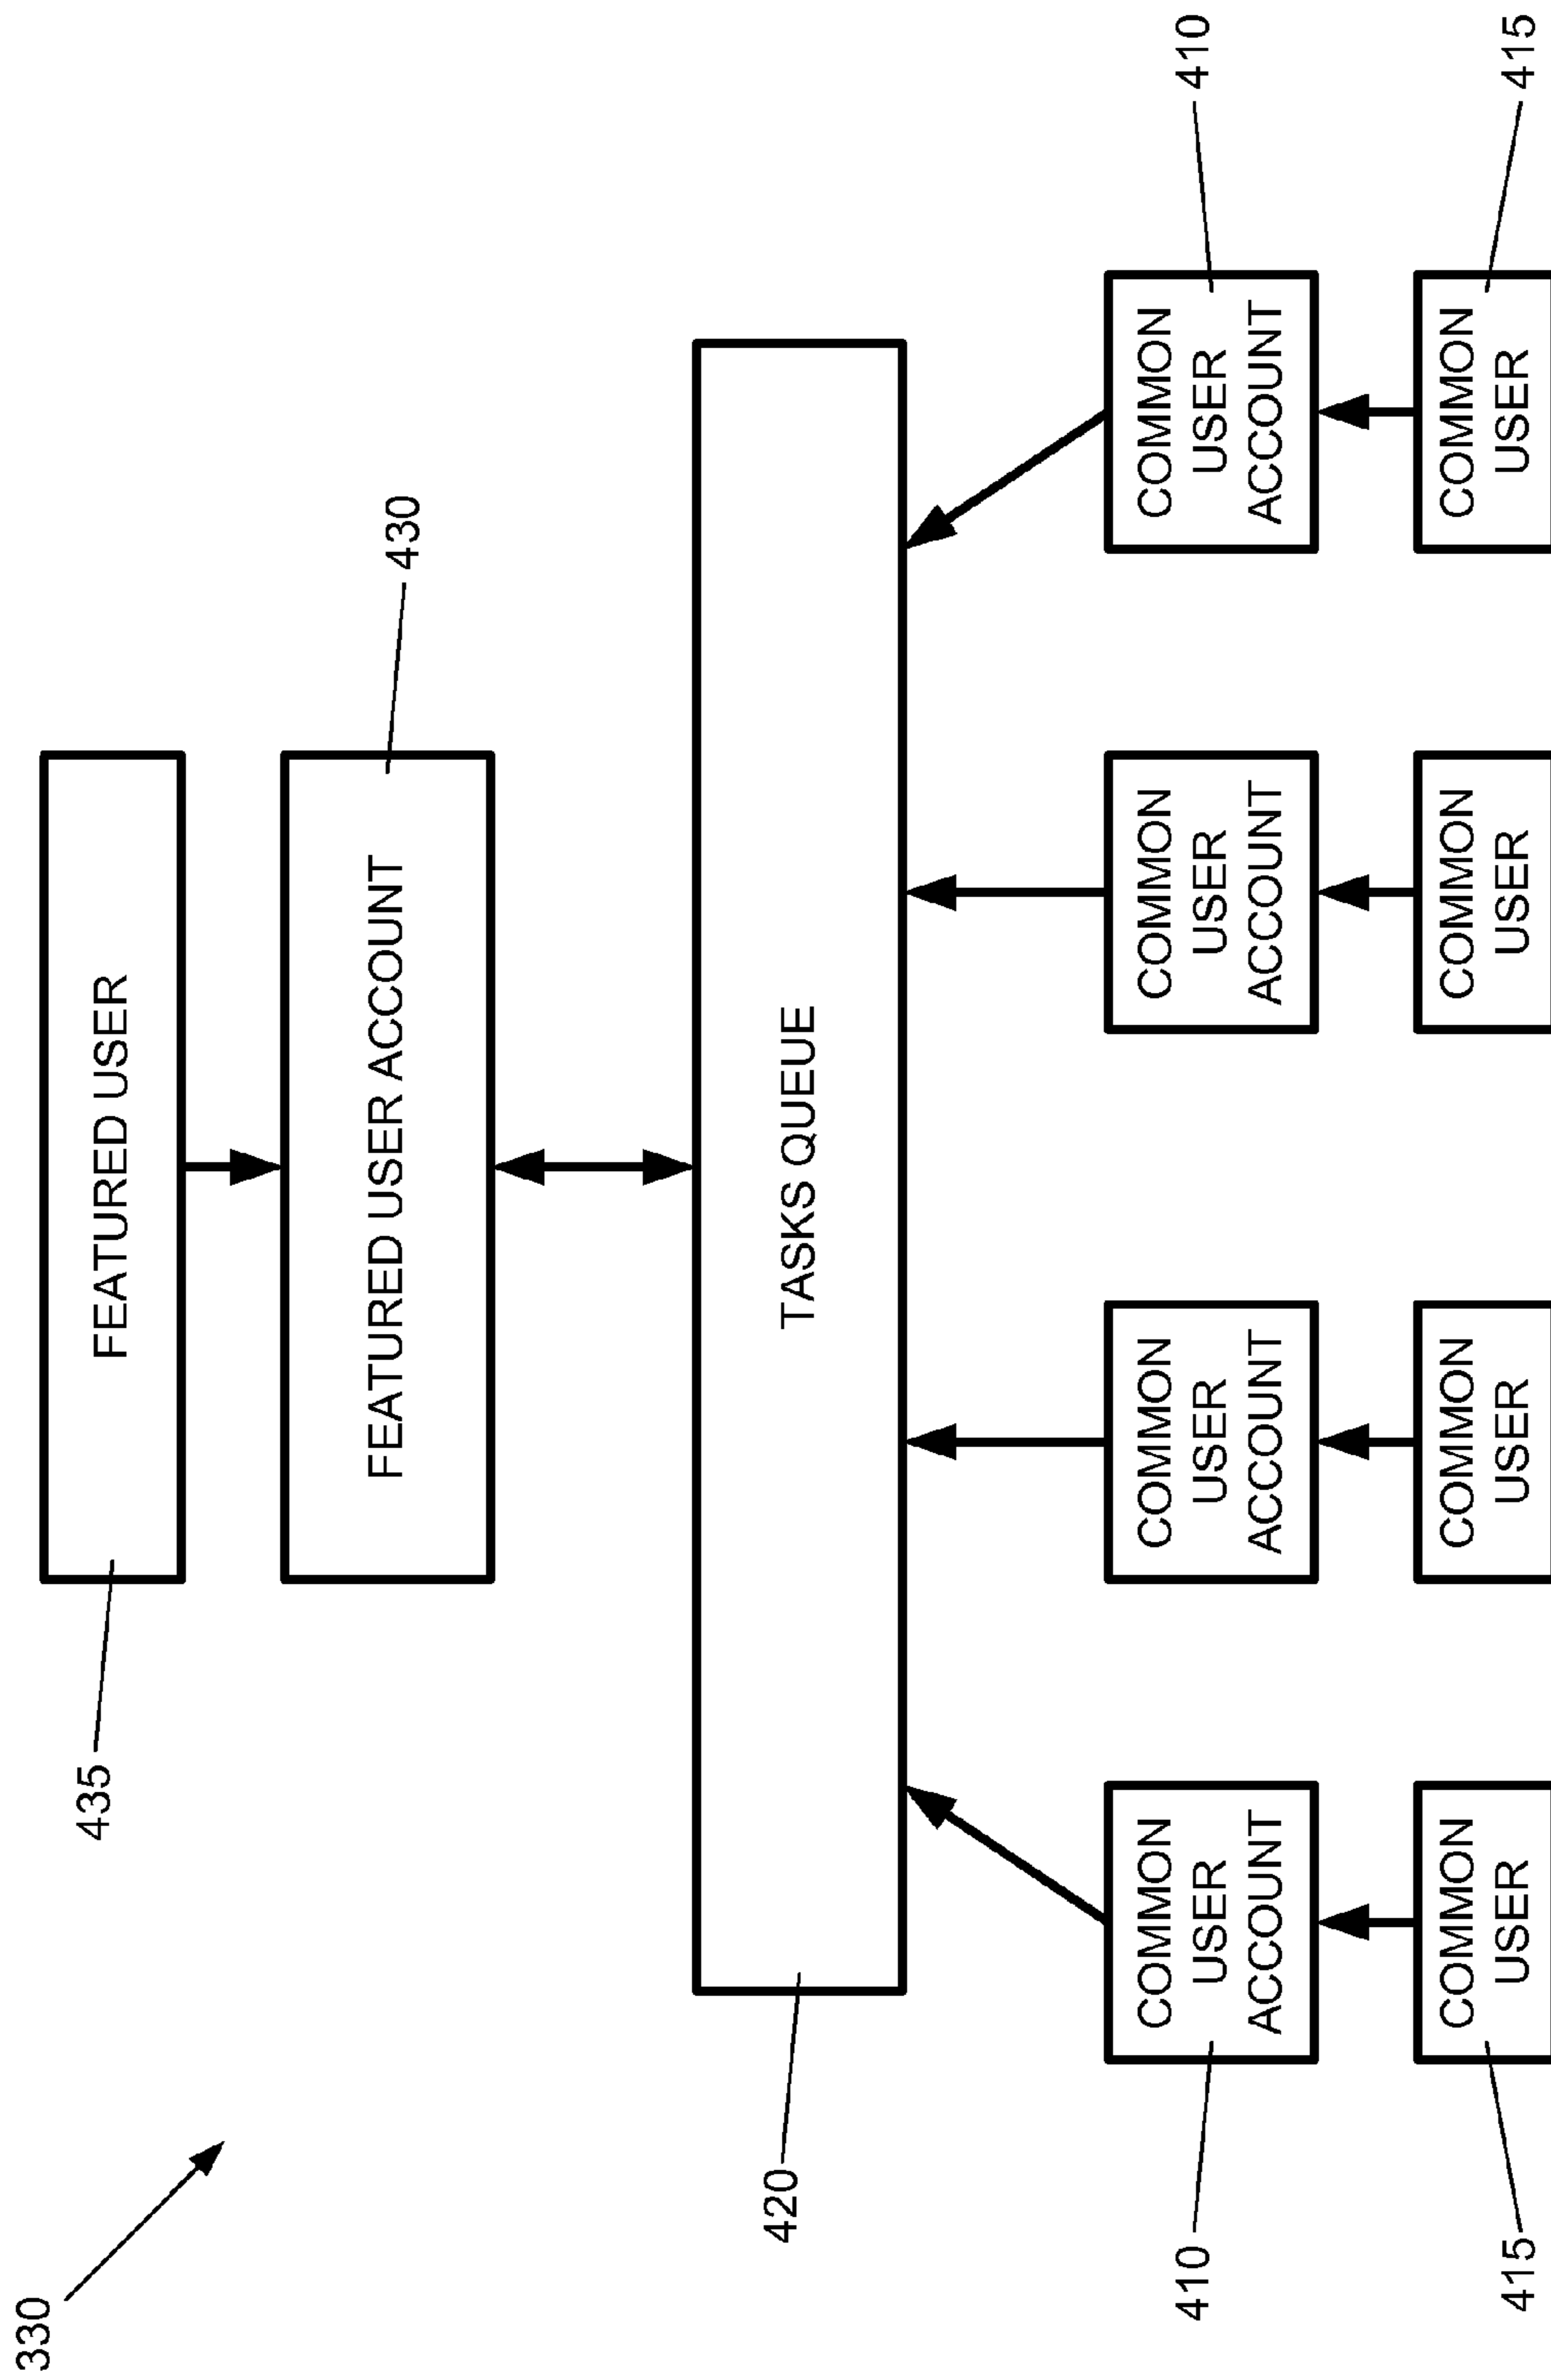 330
435
FEATURED USER
FEATURED USER ACCOUNT
430
420
TASKS QUEUE
410
COMMON
USER
ACCOUNT
COMMON
USER
ACCOUNT
COMMON
USER
ACCOUNT
COMMON
USER
ACCOUNT
410
415
COMMON
USER
COMMON
USER
COMMON
USER
COMMON
USER
415